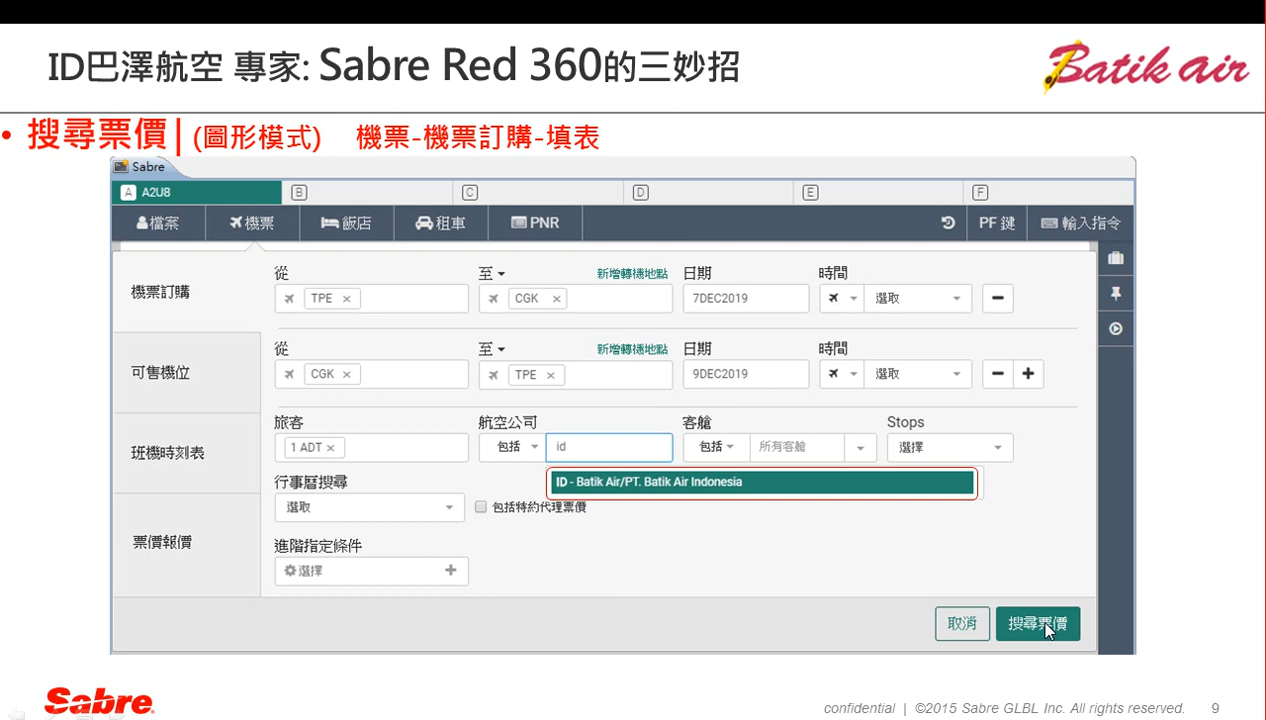 ID巴澤航空 專家: Sabre Red 360的三妙招
Batik air
• 搜尋票價| (圖形模式) 機票-機票訂購-填表
Sabre
A A2U8 B C D E F
檔案 機票 飯店 租車 PNR PF 鍵 輸入指令
機票訂購
從 至 新增轉機地點 日期 時間
TPE × CGK × 7DEC2019 選取
從 至 新增轉機地點 日期 時間
CGK × TPE × 9DEC2019 選取
可售機位
旅客 航空公司 客艙 Stops
1 ADT × 包括 id 包括 所有客艙 選擇
班機時刻表
ID - Batik Air/PT. Batik Air Indonesia
行事曆搜尋
選取 包括特約代理票價
票價報價
進階指定條件
選擇
取消 搜尋票價
Sabre.
confidential | ©2015 Sabre GLBL Inc. All rights reserved. 9